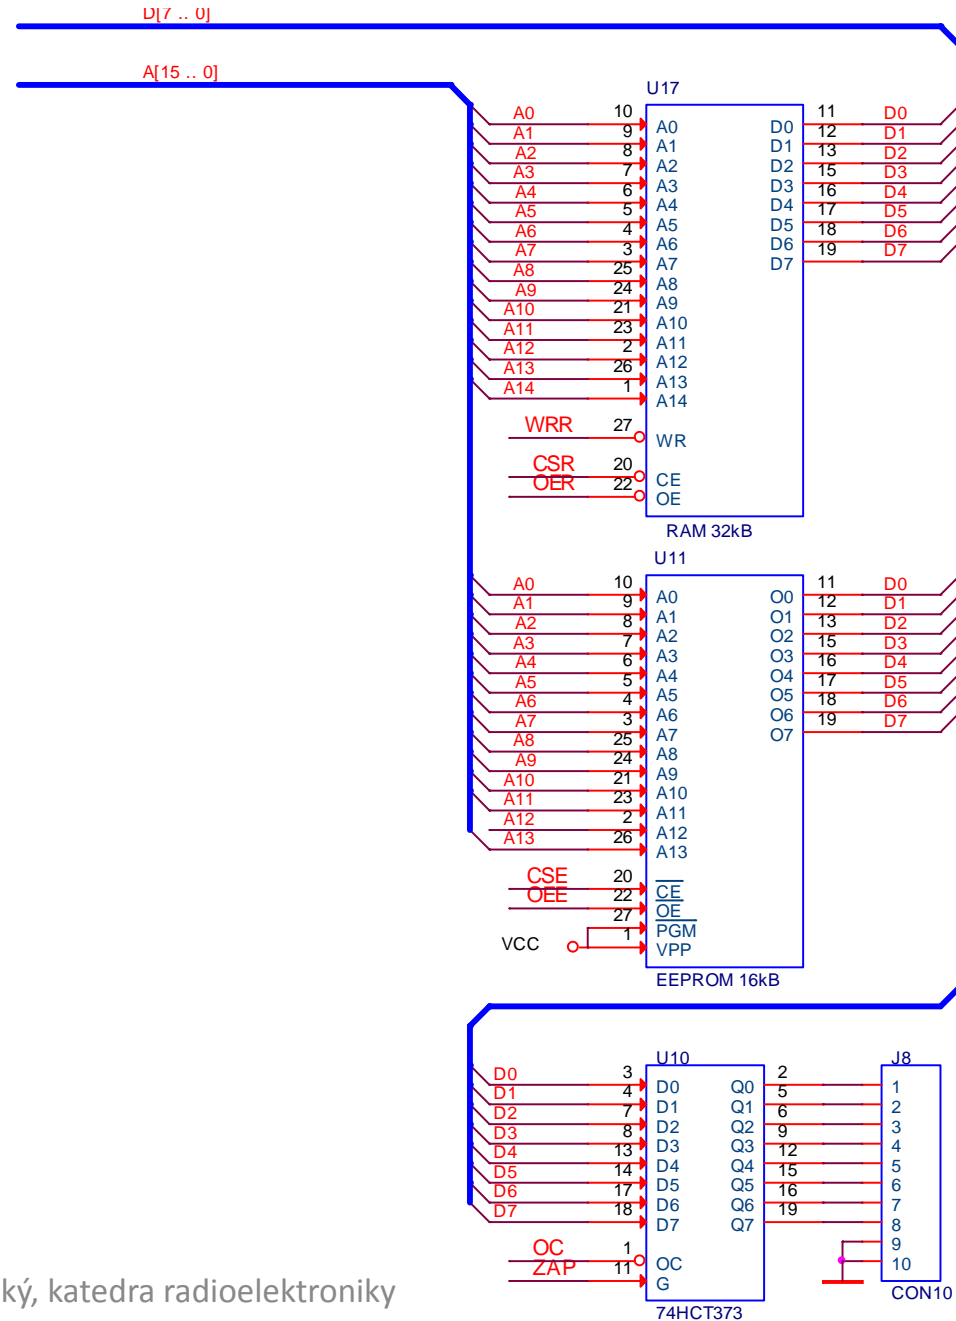 D[7 .. 0]
A[15 .. 0]
U17
A0 10 A0 D0 11 D0
A1 9 A1 D1 12 D1
A2 8 A2 D2 13 D2
A3 7 A3 D3 15 D3
A4 6 A4 D4 16 D4
A5 5 A5 D5 17 D5
A6 4 A6 D6 18 D6
A7 3 A7 D7 19 D7
A8 25 A8
A9 24 A9
A10 21 A10
A11 23 A11
A12 2 A12
A13 26 A13
A14 1 A14
WRR 27 WR
CSR 20 CE
OER 22 OE
RAM 32kB
U11
A0 10 A0 O0 11 D0
A1 9 A1 O1 12 D1
A2 8 A2 O2 13 D2
A3 7 A3 O3 15 D3
A4 6 A4 O4 16 D4
A5 5 A5 O5 17 D5
A6 4 A6 O6 18 D6
A7 3 A7 O7 19 D7
A8 25 A8
A9 24 A9
A10 21 A10
A11 23 A11
A12 2 A12
A13 26 A13
CSE 20 CE
OEE 22 OE
27 PGM
VCC 1 VPP
EEPROM 16kB
U10 J8
D0 3 D0 Q0 2 1
D1 4 D1 Q1 5 2
D2 7 D2 Q2 6 3
D3 8 D3 Q3 9 4
D4 13 D4 Q4 12 5
D5 14 D5 Q5 15 6
D6 17 D6 Q6 16 7
D7 18 D7 Q7 19 8
9
OC 1 OC 10
ZAP 11 G
CON10
74HCT373
ký, katedra radioelektroniky